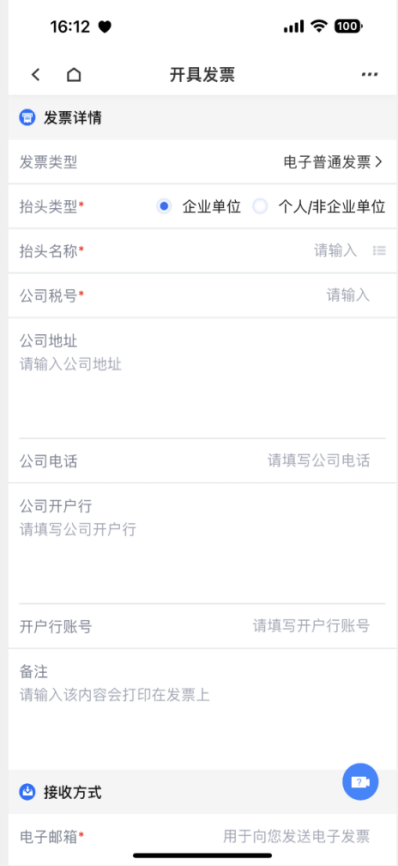 16:12
100
开具发票
发票详情
发票类型 电子普通发票
抬头类型* 企业单位 个人/非企业单位
抬头名称* 请输入
公司税号* 请输入
公司地址
请输入公司地址
公司电话 请填写公司电话
公司开户行
请填写公司开户行
开户行账号 请填写开户行账号
备注
请输入该内容会打印在发票上
接收方式
电子邮箱* 用于向您发送电子发票